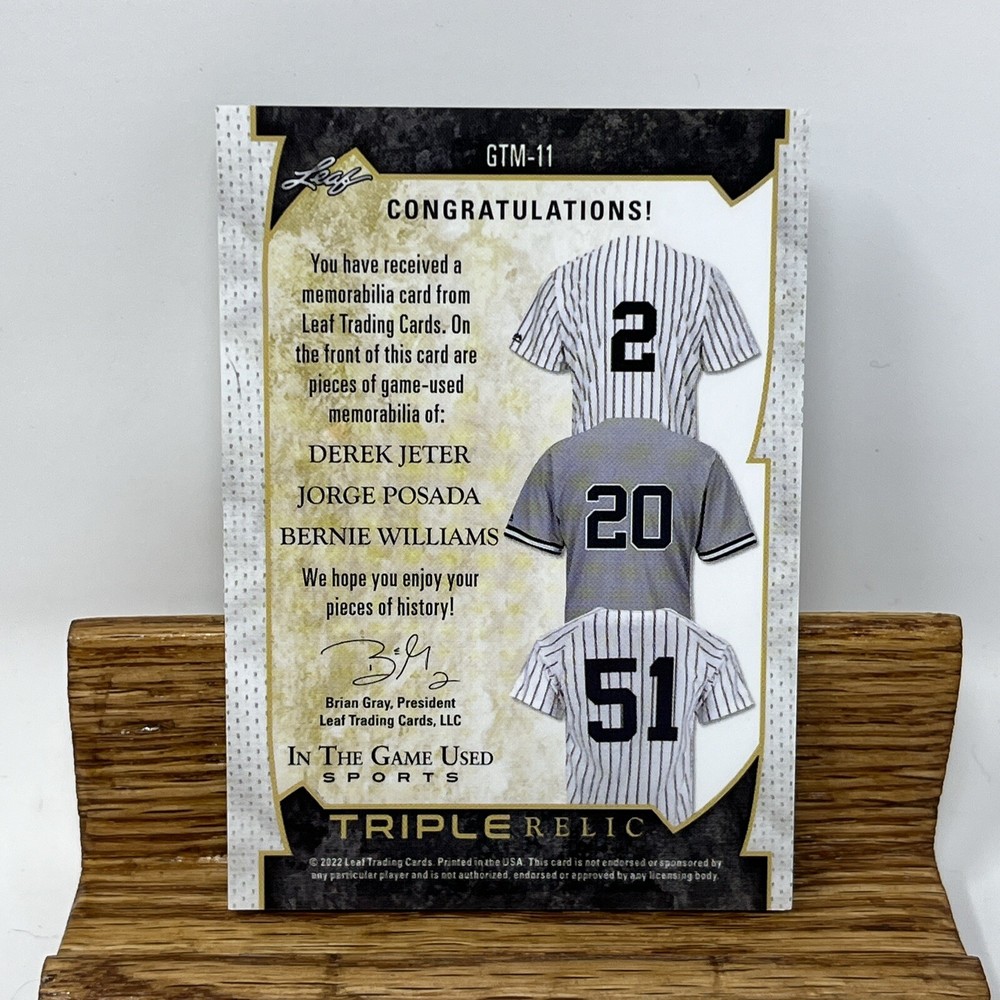 GTM-11
Leaf
CONGRATULATIONS!
You have received a
memorabilia card from
Leaf Trading Cards. On
the front of this card are
pieces of game-used
memorabilia of:
DEREK JETER
JORGE POSADA
BERNIE WILLIAMS
We hope you enjoy your
pieces of history!
Brian Gray, President
Leaf Trading Cards, LLC
IN THE GAME USED
SPORTS
2
20
51
TRIPLE RELIC
© 2022 Leaf Trading Cards. Printed in the USA. This card is not endorsed or sponsored by
any particular player and is not authorized, endorsed or approved by any licensing body.